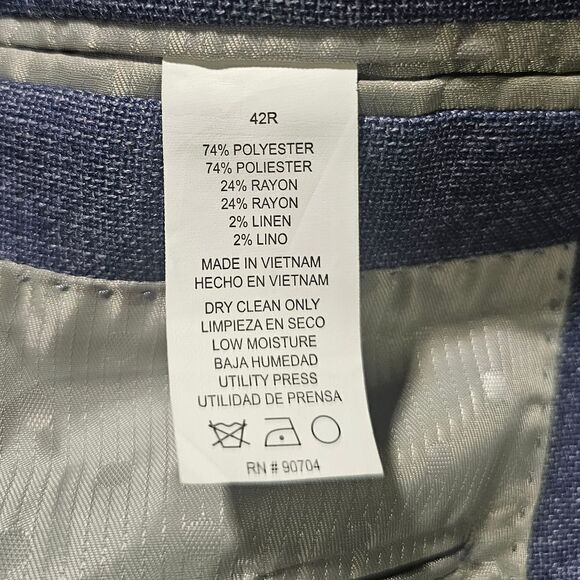 42R
74% POLYESTER
74% POLIESTER
24% RAYON
24% RAYON
2% LINEN
2% LINO
MADE IN VIETNAM
HECHO EN VIETNAM
DRY CLEAN ONLY
LIMPIEZA EN SECO
LOW MOISTURE
BAJA HUMEDAD
UTILITY PRESS
UTILIDAD DE PRENSA
RN # 90704